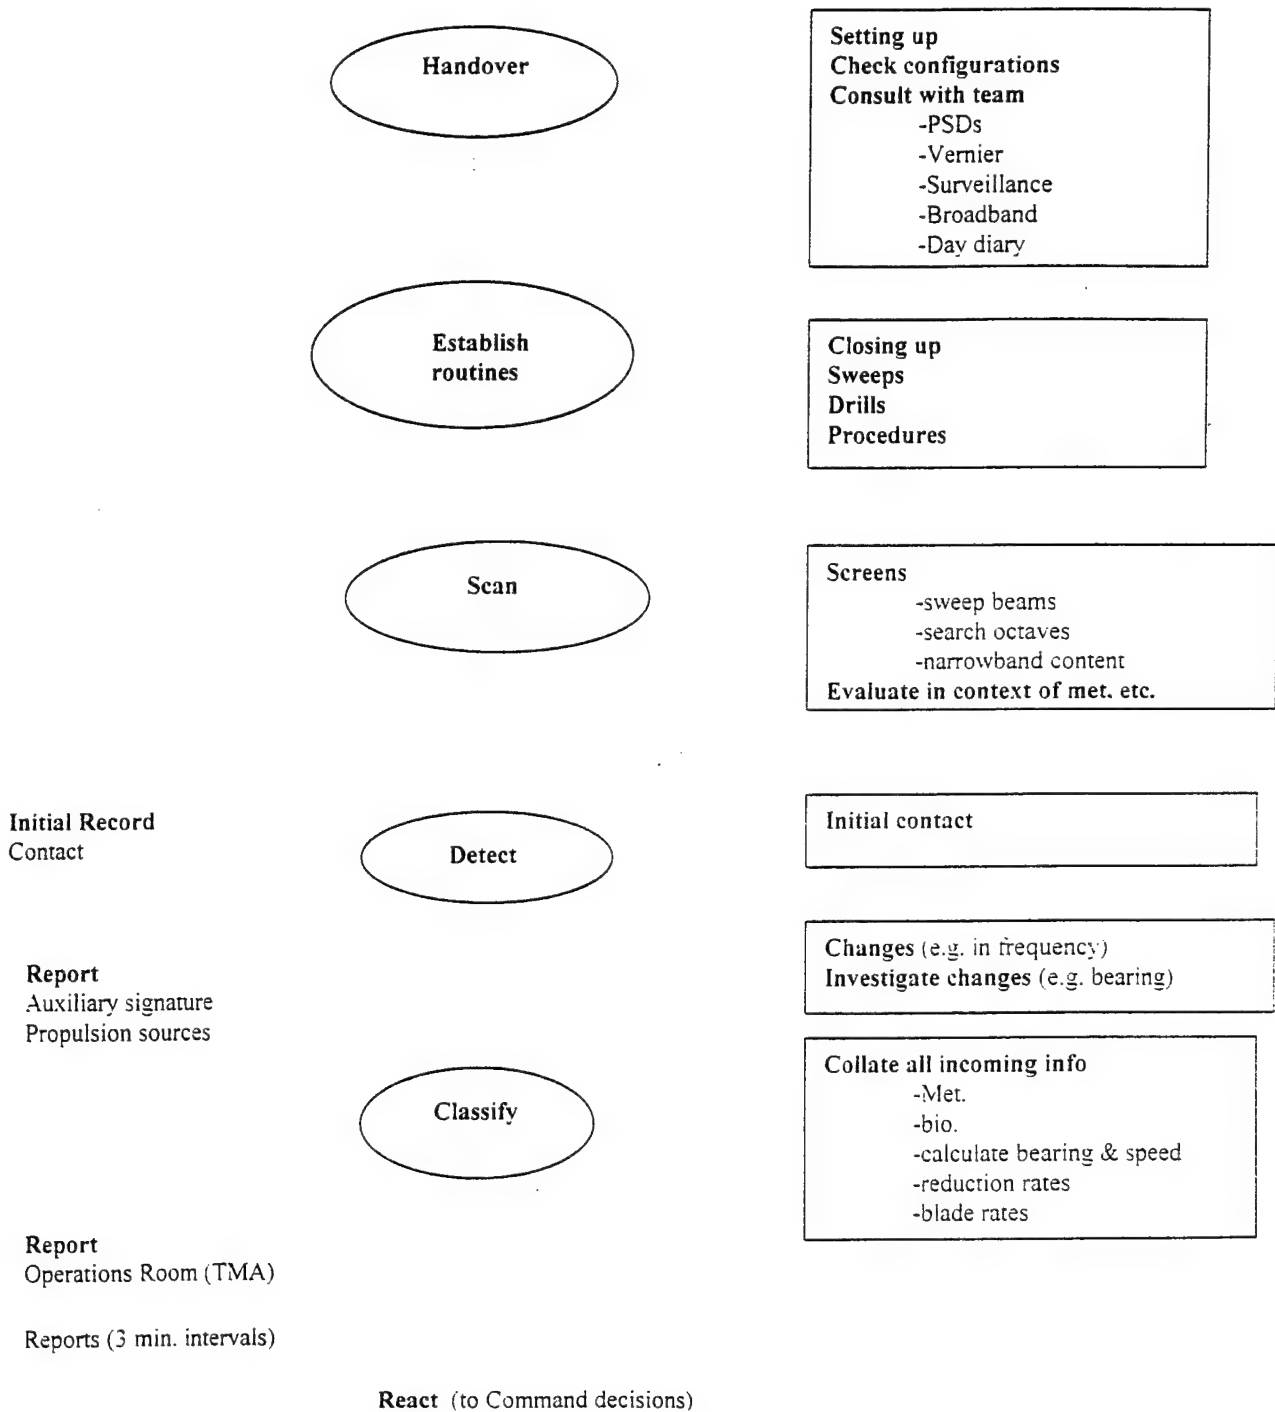 Handover
Setting up
Check configurations
Consult with team
-PSDs
-Vernier
-Surveillance
-Broadband
-Day diary
Establish
routines
Closing up
Sweeps
Drills
Procedures
Scan
Screens
-sweep beams
-search octaves
-narrowband content
Evaluate in context of met. etc.
Initial Record
Contact
Detect
Initial contact
Changes (e.g. in frequency)
Investigate changes (e.g. bearing)
Report
Auxiliary signature
Propulsion sources
Classify
Collate all incoming info
-Met.
-bio.
-calculate bearing & speed
-reduction rates
-blade rates
Report
Operations Room (TMA)
Reports (3 min. intervals)
React (to Command decisions)